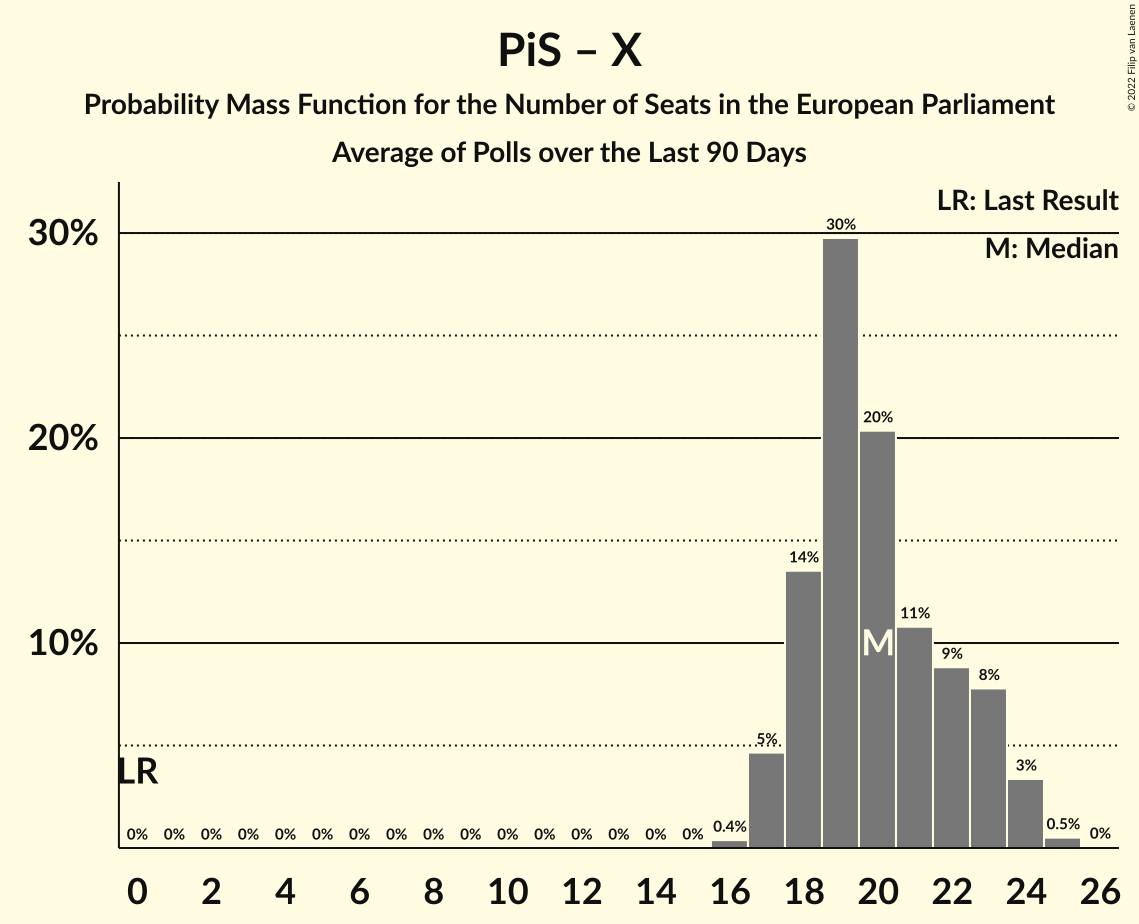 PiS – X
Probability Mass Function for the Number of Seats in the European Parliament
Average of Polls over the Last 90 Days
© 2022 Filip van Laenen
LR: Last Result
M: Median
30%
20%
10%
30%
20%
14%
11%
9%
8%
5%
3%
0.4%
0.5%
M
LR
0% 0% 0% 0% 0% 0% 0% 0% 0% 0% 0% 0% 0% 0% 0% 0% 0%
0 2 4 6 8 10 12 14 16 18 20 22 24 26